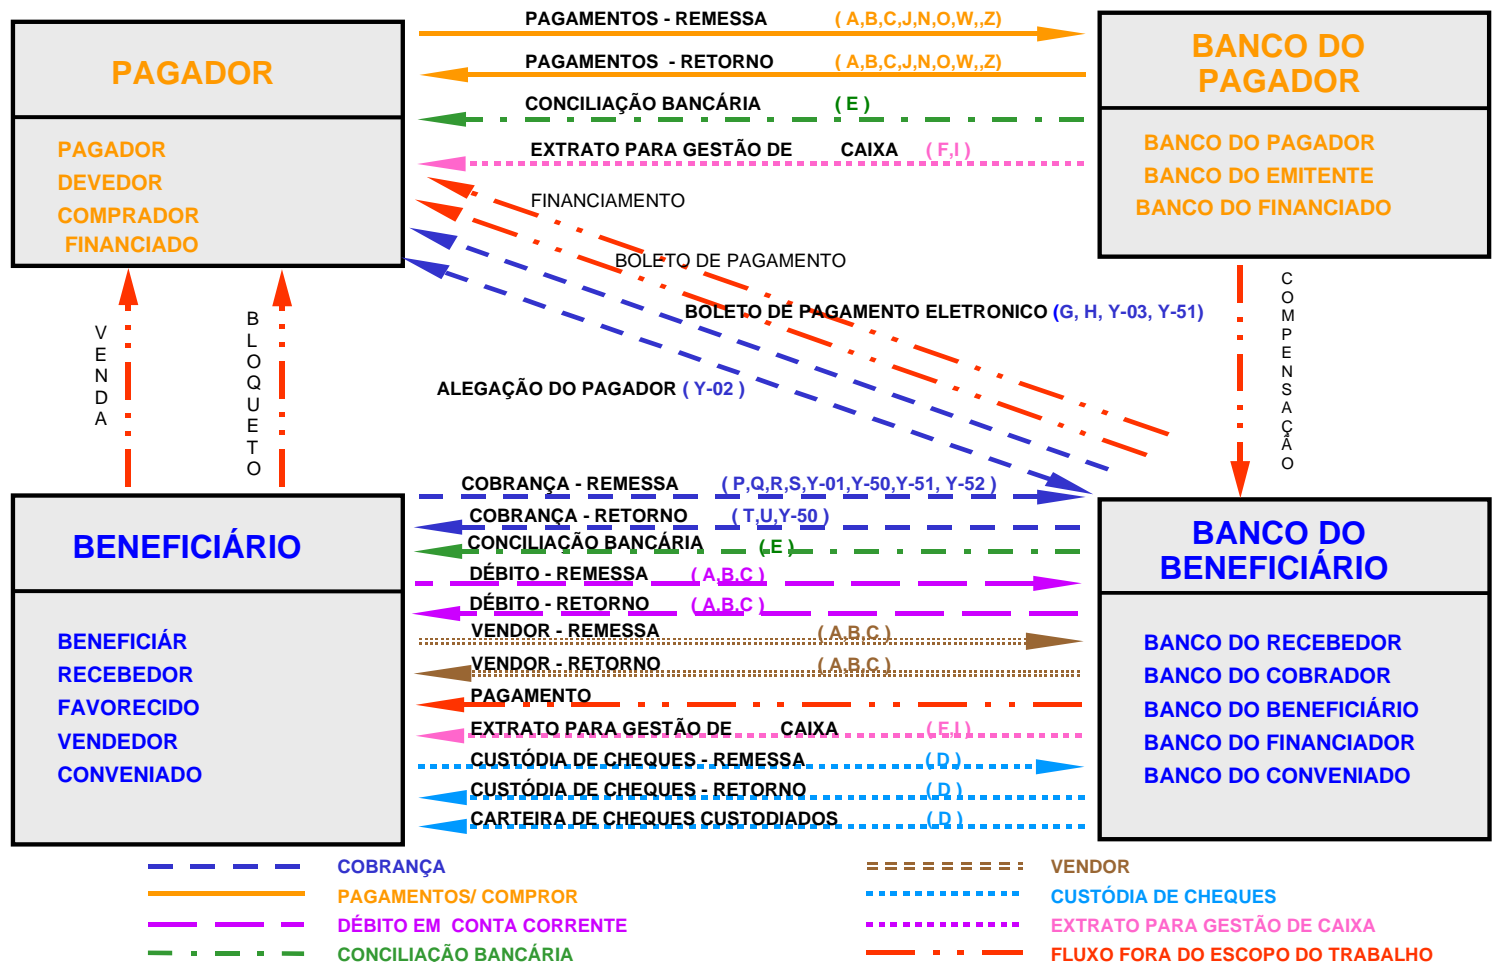 PAGADOR
PAGADOR
DEVEDOR
COMPRADOR
FINANCIADO
PAGAMENTOS - REMESSA ( A,B,C,J,N,O,W,,Z)
PAGAMENTOS - RETORNO ( A,B,C,J,N,O,W,,Z)
CONCILIAÇÃO BANCÁRIA ( E )
EXTRATO PARA GESTÃO DE CAIXA ( F,I )
BANCO DO
PAGADOR
BANCO DO PAGADOR
BANCO DO EMITENTE
BANCO DO FINANCIADO
FINANCIAMENTO
BOLETO DE PAGAMENTO
BOLETO DE PAGAMENTO ELETRONICO (G, H, Y-03, Y-51)
ALEGAÇÃO DO PAGADOR ( Y-02 )
VENDA
BLOQUETO
COMPENSAÇÃO
BENEFICIÁRIO
BENEFICIÁR
RECEBEDOR
FAVORECIDO
VENDEDOR
CONVENIADO
COBRANÇA - REMESSA ( P,Q,R,S,Y-01,Y-50,Y-51, Y-52 )
COBRANÇA - RETORNO ( T,U,Y-50 )
CONCILIAÇÃO BANCÁRIA ( E )
DÉBITO - REMESSA ( A,B,C )
DÉBITO - RETORNO ( A,B,C )
VENDOR - REMESSA ( A,B,C )
VENDOR - RETORNO ( A,B,C )
PAGAMENTO
EXTRATO PARA GESTÃO DE CAIXA ( F,I )
CUSTÓDIA DE CHEQUES - REMESSA ( D )
CUSTÓDIA DE CHEQUES - RETORNO ( D )
CARTEIRA DE CHEQUES CUSTODIADOS ( D )
BANCO DO
BENEFICIÁRIO
BANCO DO RECEBEDOR
BANCO DO COBRADOR
BANCO DO BENEFICIÁRIO
BANCO DO FINANCIADOR
BANCO DO CONVENIADO
COBRANÇA
PAGAMENTOS/ COMPROR
DÉBITO EM CONTA CORRENTE
CONCILIAÇÃO BANCÁRIA
VENDOR
CUSTÓDIA DE CHEQUES
EXTRATO PARA GESTÃO DE CAIXA
FLUXO FORA DO ESCOPO DO TRABALHO